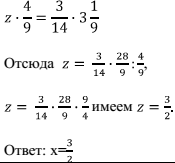 z · 4/9 = 3/14 · 3 1/9
Отсюда z = 3/14 · 28/9 : 4/9,
z = 3/14 · 28/9 · 9/4 имеем z = 3/2.
Ответ: x=3/2